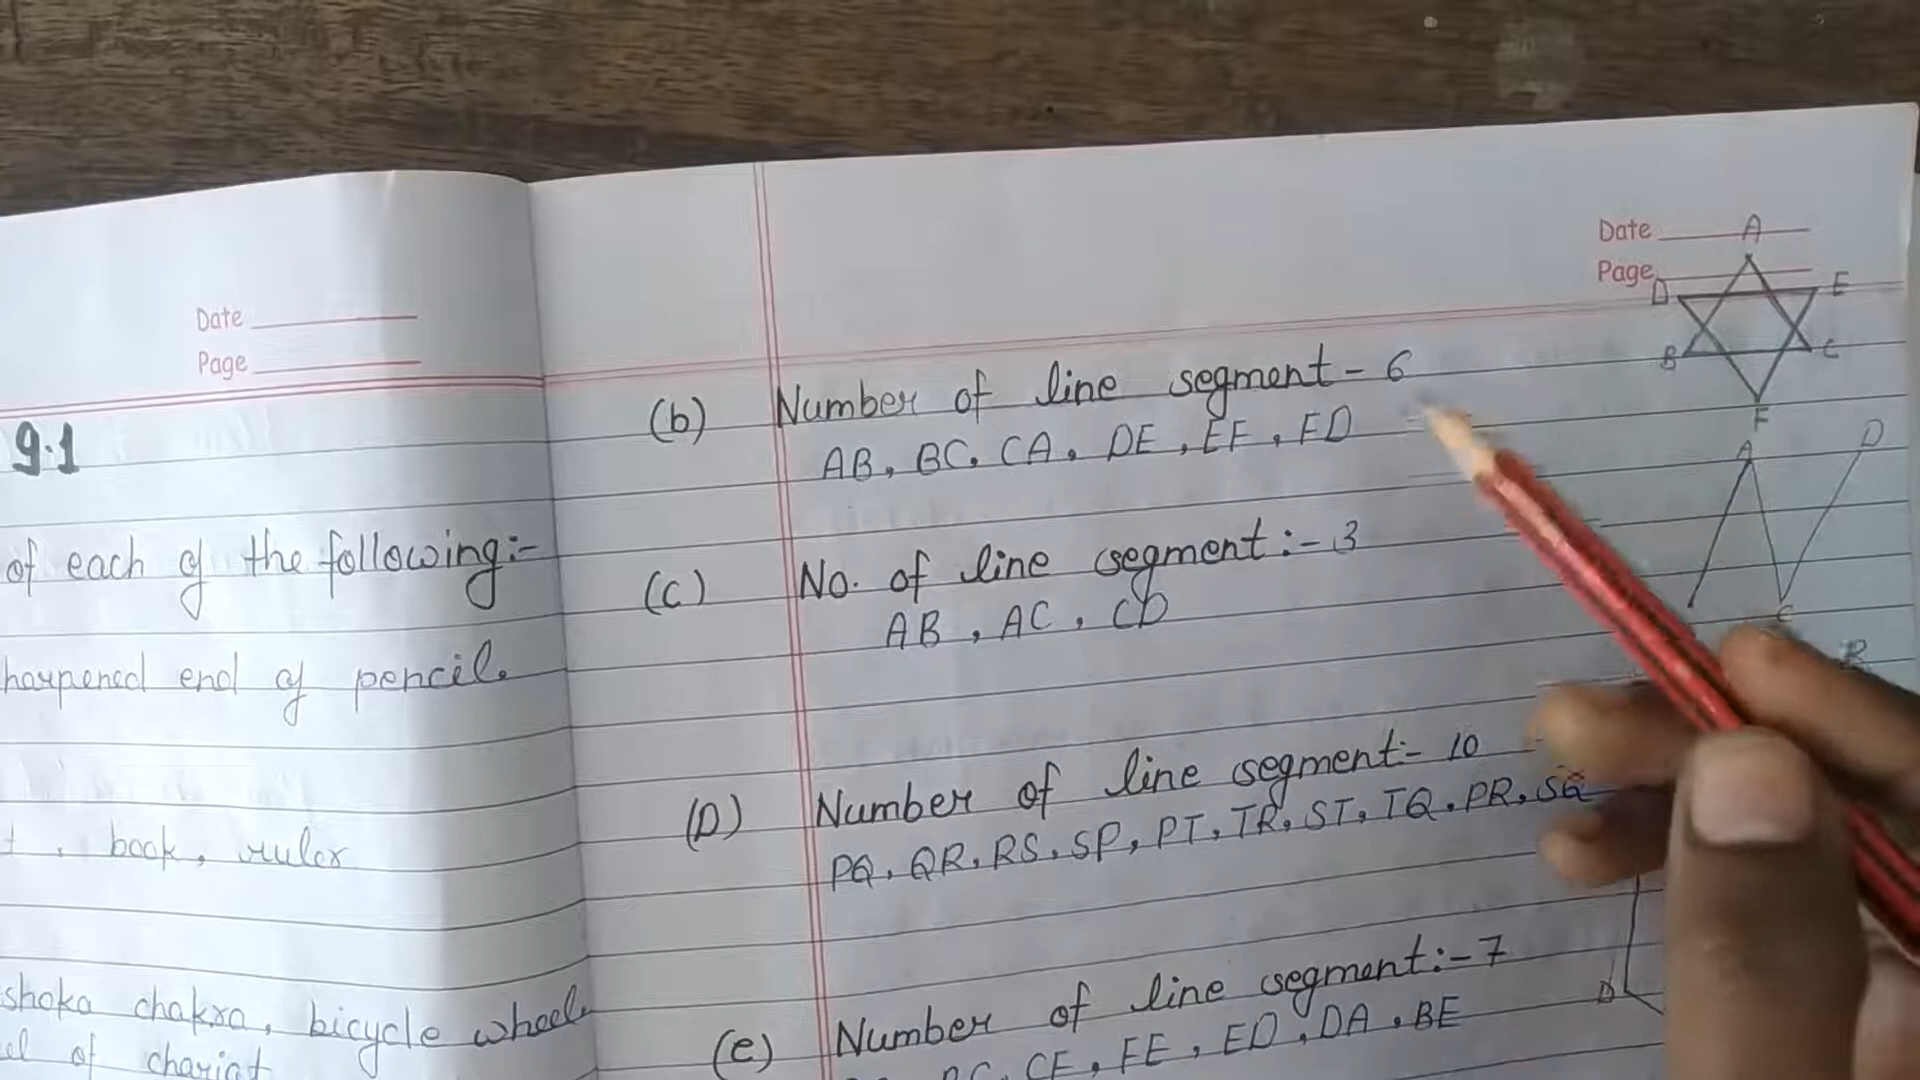 Date
Page
9.1
of each of the following:-
harpened end of pencil.
book, ruler
shoka chakra, bicycle wheel
of chariot
Date
Page
A
D E
B C
F
(b) Number of line segment - 6
AB, BC, CA, DE, EF, FD
A D
(c) No. of line segment :- 3
AB, AC, CD
C
R
(D) Number of line segment:- 10
PQ, QR, RS, SP, PT, TR, ST, TQ, PR, SQ
D
(e) Number of line segment:- 7
BC, CF, FE, ED, DA, BE